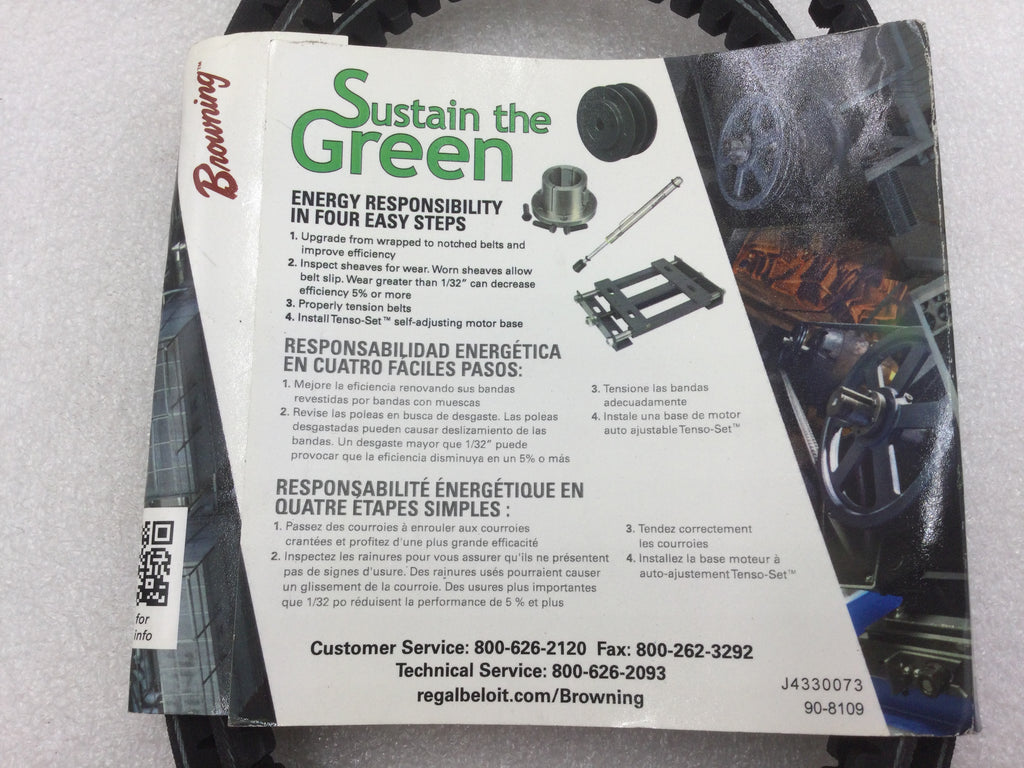 Browning™
Sustain the
Green
ENERGY RESPONSIBILITY
IN FOUR EASY STEPS
1. Upgrade from wrapped to notched belts and
improve efficiency
2. Inspect sheaves for wear. Worn sheaves allow
belt slip. Wear greater than 1/32" can decrease
efficiency 5% or more
3. Properly tension belts
4. Install Tenso-Set™ self-adjusting motor base
RESPONSABILIDAD ENERGÉTICA
EN CUATRO FÁCILES PASOS:
1. Mejore la eficiencia renovando sus bandas
revestidas por bandas con muescas
2. Revise las poleas en busca de desgaste. Las poleas
desgastadas pueden causar deslizamiento de las
bandas. Un desgaste mayor que 1/32" puede
provocar que la eficiencia disminuya en un 5% o más
3. Tensione las bandas
adecuadamente
4. Instale una base de motor
auto ajustable Tenso-Set™
RESPONSABILITÉ ÉNERGÉTIQUE EN
QUATRE ÉTAPES SIMPLES :
1. Passez des courroies à enrouler aux courroies
crantées et profitez d'une plus grande efficacité
2. Inspectez les rainures pour vous assurer qu'ils ne présentent
pas de signes d'usure. Des rainures usés pourraient causer
un glissement de la courroie. Des usures plus importantes
que 1/32 po réduisent la performance de 5 % et plus
3. Tendez correctement
les courroies
4. Installez la base moteur à
auto-ajustement Tenso-Set™
for
info
Customer Service: 800-626-2120 Fax: 800-262-3292
Technical Service: 800-626-2093
regalbeloit.com/Browning
J4330073
90-8109